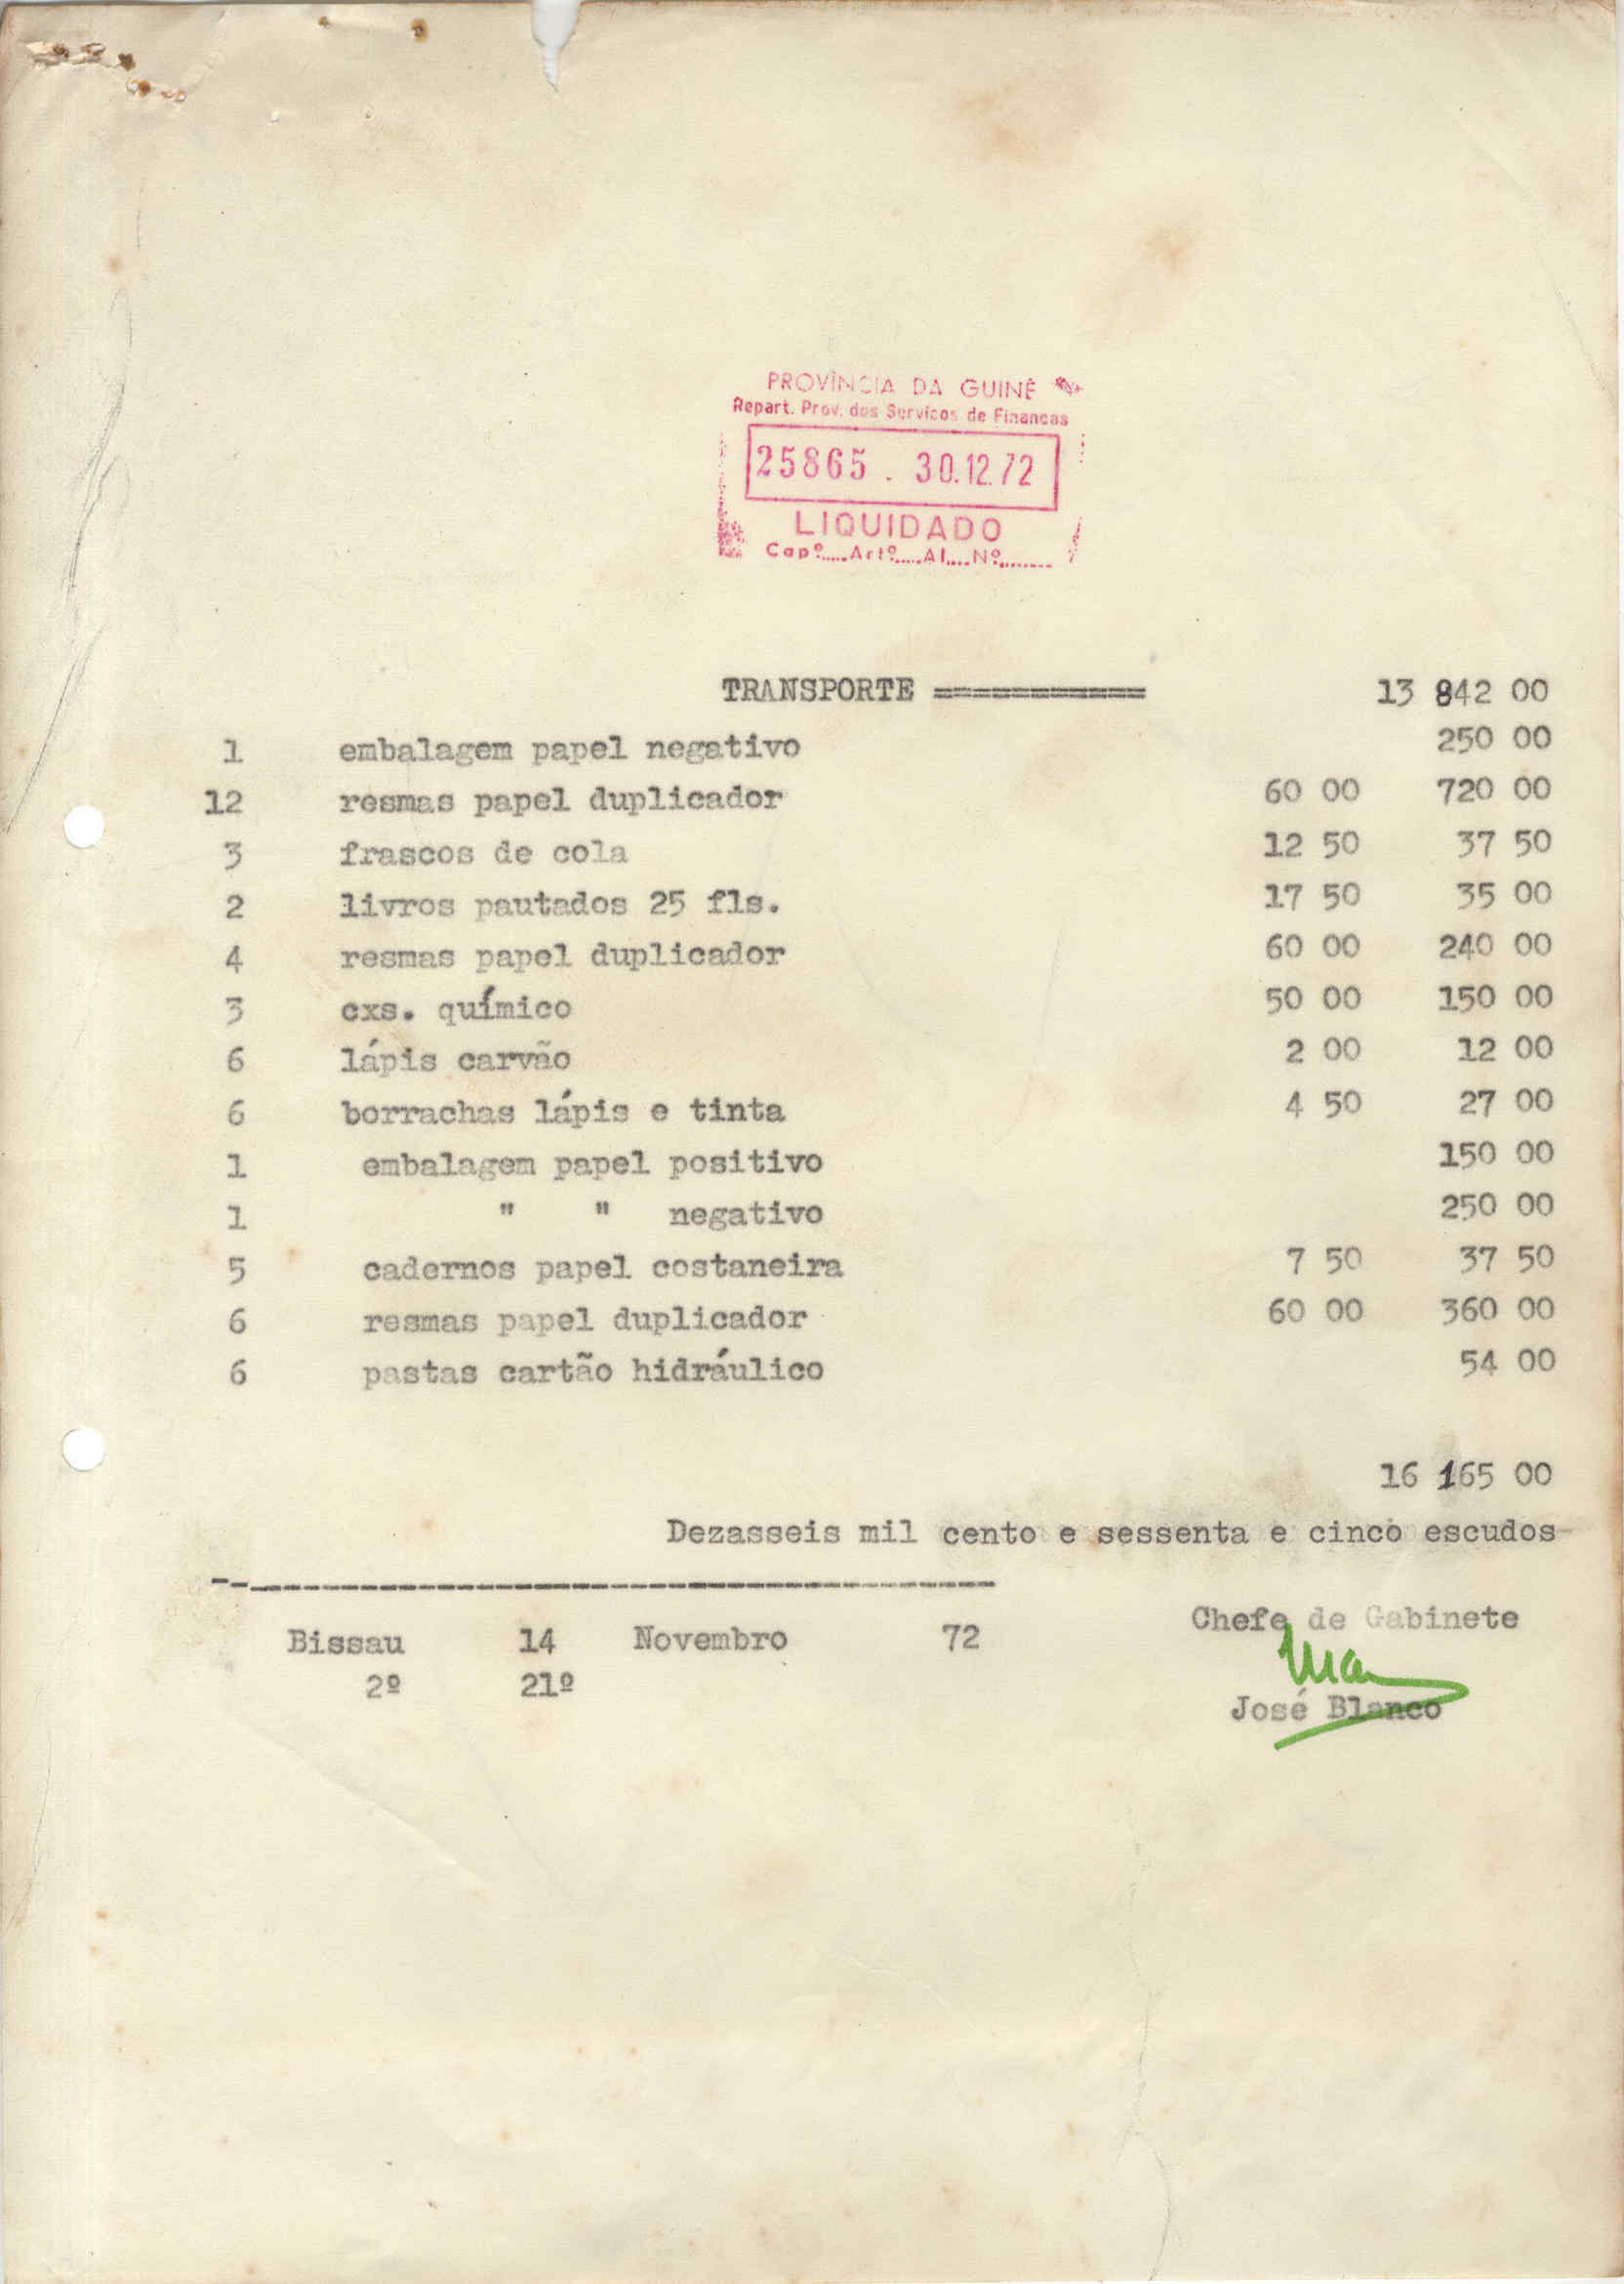 PROVÍNCIA DA GUINÉ
Repart. Prov. dos Serviços de Finanças
25865 . 30.12.72
LIQUIDADO
Capº.....Artº.....Al....Nº........
TRANSPORTE =========== 13 842 00
1 embalagem papel negativo 250 00
12 resmas papel duplicador 60 00 720 00
3 frascos de cola 12 50 37 50
2 livros pautados 25 fls. 17 50 35 00
4 resmas papel duplicador 60 00 240 00
3 cxs. químico 50 00 150 00
6 lápis carvão 2 00 12 00
6 borrachas lápis e tinta 4 50 27 00
1 embalagem papel positivo 150 00
1 " " negativo 250 00
5 cadernos papel costaneira 7 50 37 50
6 resmas papel duplicador 60 00 360 00
6 pastas cartão hidráulico 54 00
16 165 00
Dezasseis mil cento e sessenta e cinco escudos-
Chefe de Gabinete
Bissau 14 Novembro 72
2º 21º
José Blanco